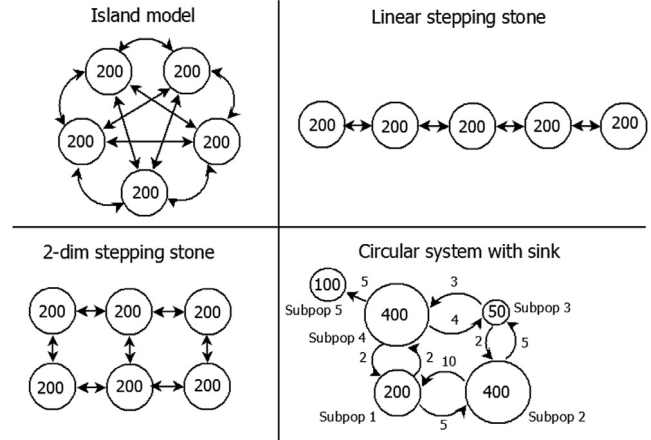 Island model
200 200
200 200
200
Linear stepping stone
200 200 200 200 200
2-dim stepping stone
200 200 200
200 200 200
Circular system with sink
100 5 3
Subpop 5 400 50 Subpop 3
4
Subpop 4 2 5
2 2 10
200 400
Subpop 1 5 Subpop 2